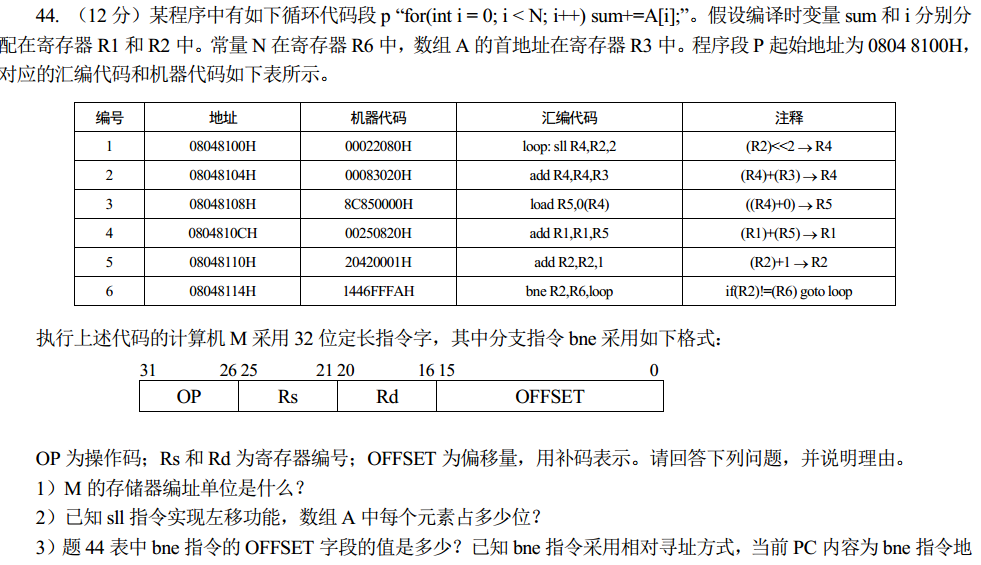 44.（12 分）某程序中有如下循环代码段 p “for(int i = 0; i < N; i++) sum+=A[i];”。假设编译时变量 sum 和 i 分别分
配在寄存器 R1 和 R2 中。常量 N 在寄存器 R6 中，数组 A 的首地址在寄存器 R3 中。程序段 P 起始地址为 0804 8100H，
对应的汇编代码和机器代码如下表所示。
编号 地址 机器代码 汇编代码 注释
1 08048100H 00022080H loop: sll R4,R2,2 (R2)<<2 → R4
2 08048104H 00083020H add R4,R4,R3 (R4)+(R3) → R4
3 08048108H 8C850000H load R5,0(R4) ((R4)+0) → R5
4 0804810CH 00250820H add R1,R1,R5 (R1)+(R5) → R1
5 08048110H 20420001H add R2,R2,1 (R2)+1 → R2
6 08048114H 1446FFFAH bne R2,R6,loop if(R2)!=(R6) goto loop
执行上述代码的计算机 M 采用 32 位定长指令字，其中分支指令 bne 采用如下格式：
31 26 25 21 20 16 15 0
OP Rs Rd OFFSET
OP 为操作码；Rs 和 Rd 为寄存器编号；OFFSET 为偏移量，用补码表示。请回答下列问题，并说明理由。
1）M 的存储器编址单位是什么？
2）已知 sll 指令实现左移功能，数组 A 中每个元素占多少位？
3）题 44 表中 bne 指令的 OFFSET 字段的值是多少？已知 bne 指令采用相对寻址方式，当前 PC 内容为 bne 指令地